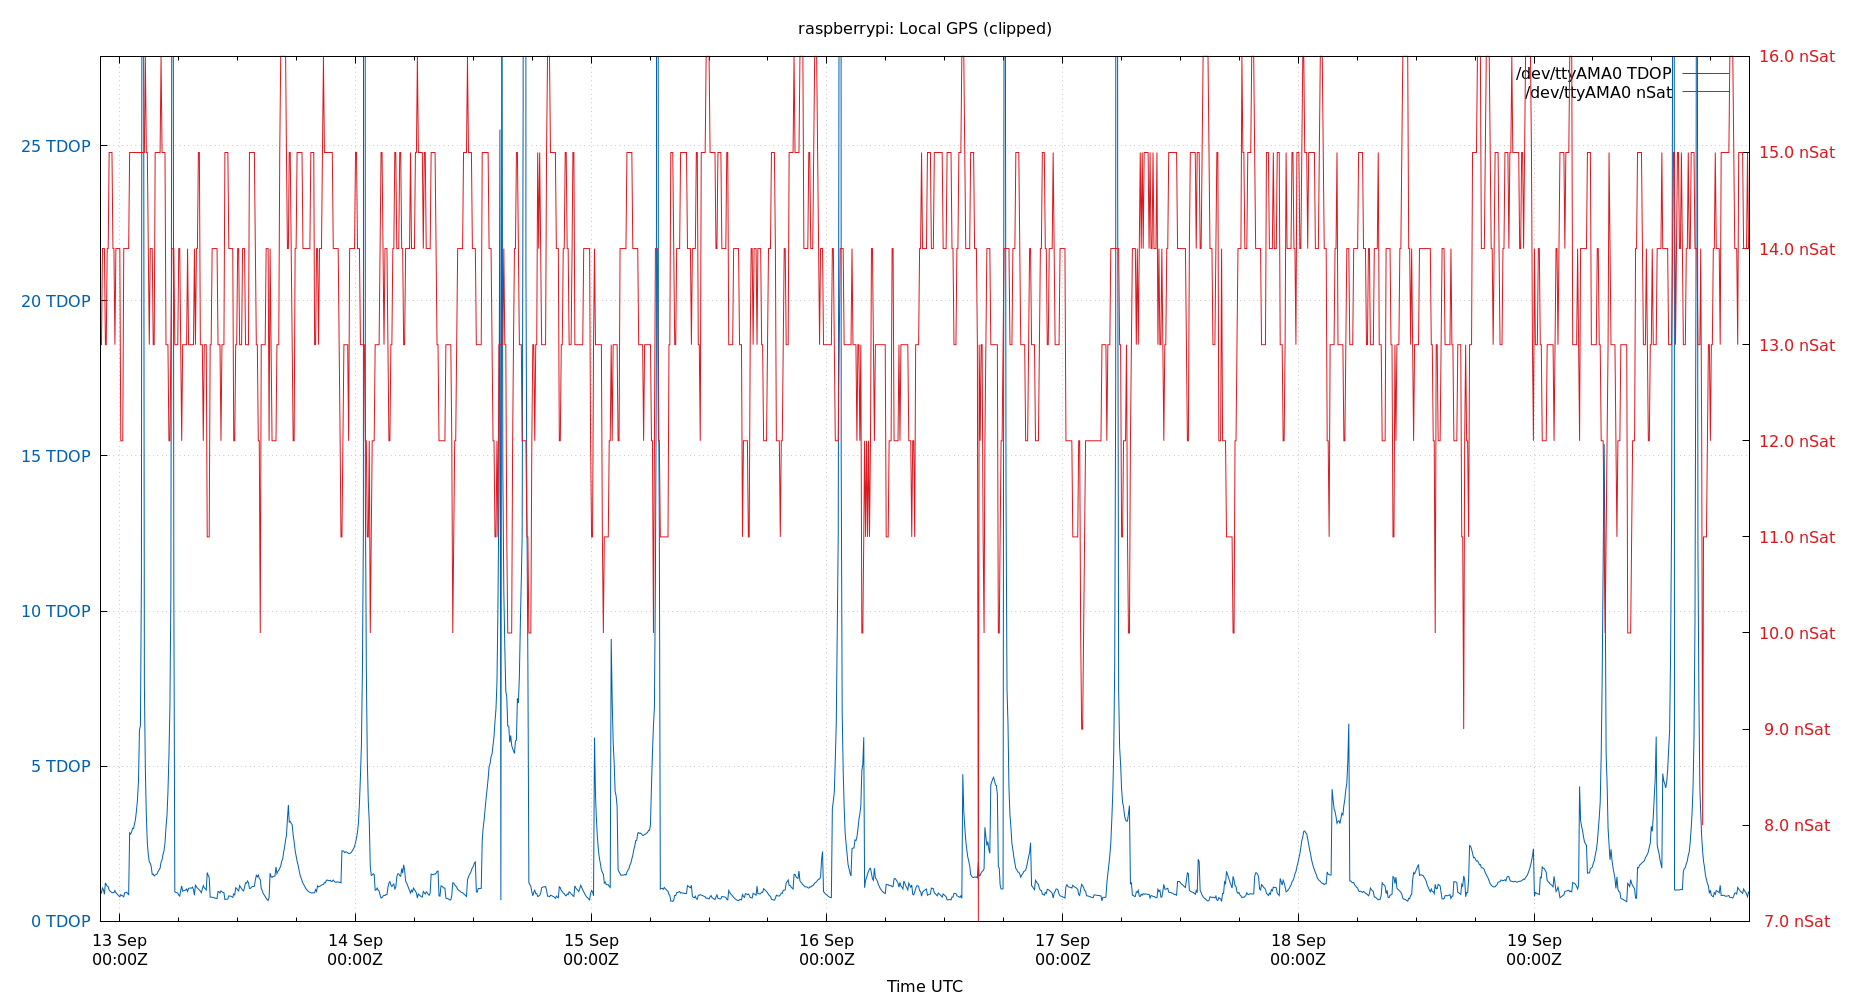 raspberrypi: Local GPS (clipped)
16.0 nSat
/dev/ttyAMA0 TDOP
/dev/ttyAMA0 nSat
25 TDOP
15.0 nSat
14.0 nSat
20 TDOP
13.0 nSat
12.0 nSat
15 TDOP
11.0 nSat
10 TDOP
10.0 nSat
9.0 nSat
5 TDOP
8.0 nSat
0 TDOP
7.0 nSat
13 Sep
00:00Z
14 Sep
00:00Z
15 Sep
00:00Z
16 Sep
00:00Z
17 Sep
00:00Z
18 Sep
00:00Z
19 Sep
00:00Z
Time UTC